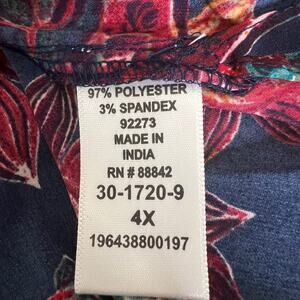 97% POLYESTER
3% SPANDEX
92273
MADE IN
INDIA
RN # 88842
30-1720-9
4X
196438800197